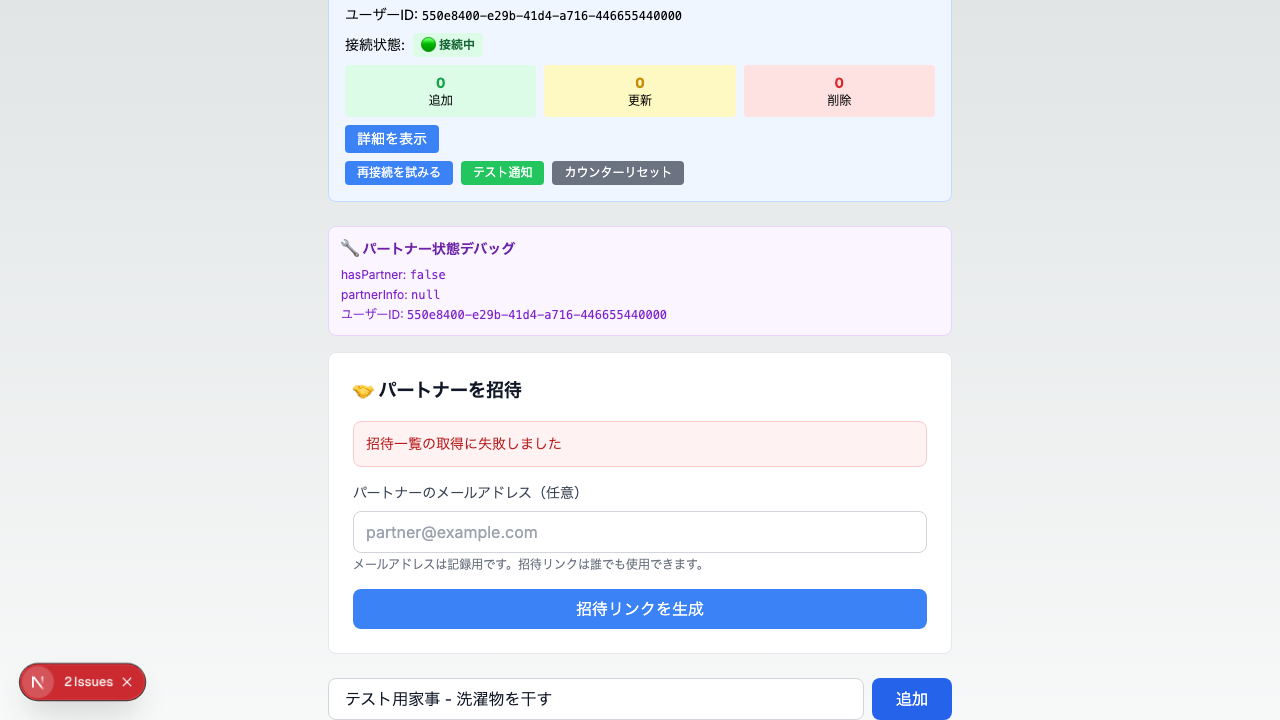 ユーザーID: 550e8400-e29b-41d4-a716-446655440000
接続状態: 接続中
0 0 0
追加 更新 削除
詳細を表示
再接続を試みる テスト通知 カウンターリセット
パートナー状態デバッグ
hasPartner: false
partnerInfo: null
ユーザーID: 550e8400-e29b-41d4-a716-446655440000
パートナーを招待
招待一覧の取得に失敗しました
パートナーのメールアドレス（任意）
partner@example.com
メールアドレスは記録用です。招待リンクは誰でも使用できます。
招待リンクを生成
N 2 Issues ×
テスト用家事 - 洗濯物を干す 追加